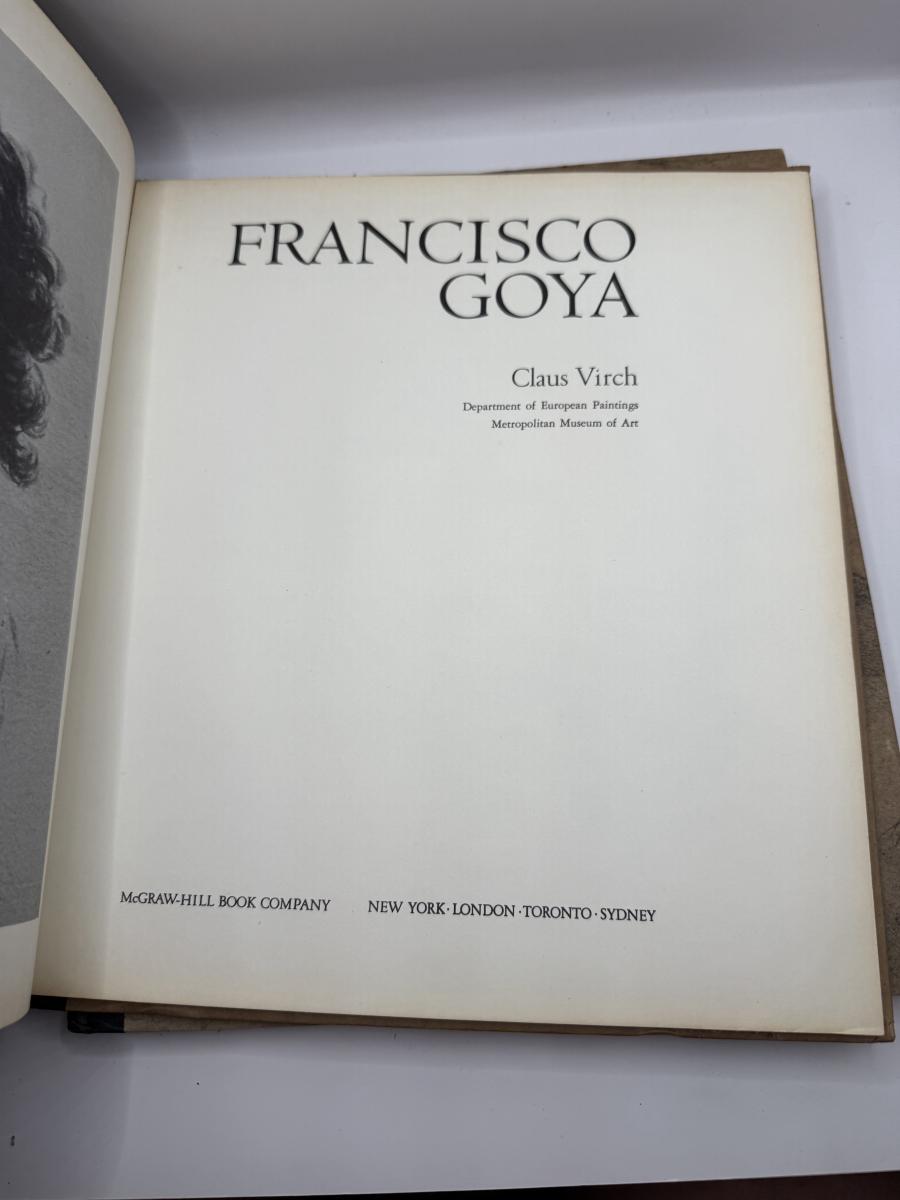 FRANCISCO
GOYA
Claus Virch
Department of European Paintings
Metropolitan Museum of Art
McGRAW-HILL BOOK COMPANY NEW YORK · LONDON · TORONTO · SYDNEY